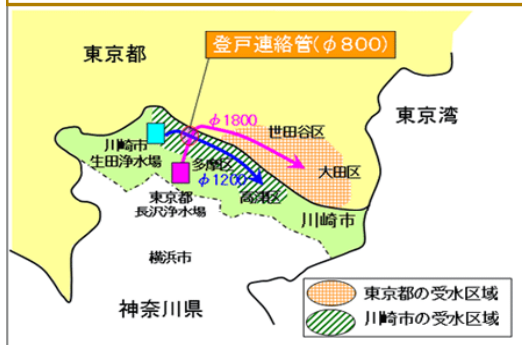 登戸連絡管(φ800)
東京都
東京湾
φ1800
世田谷区
川崎市
生田浄水場
多摩区
大田区
φ1200
東京都
長沢浄水場
高津区
川崎市
横浜市
神奈川県
東京都の受水区域
川崎市の受水区域